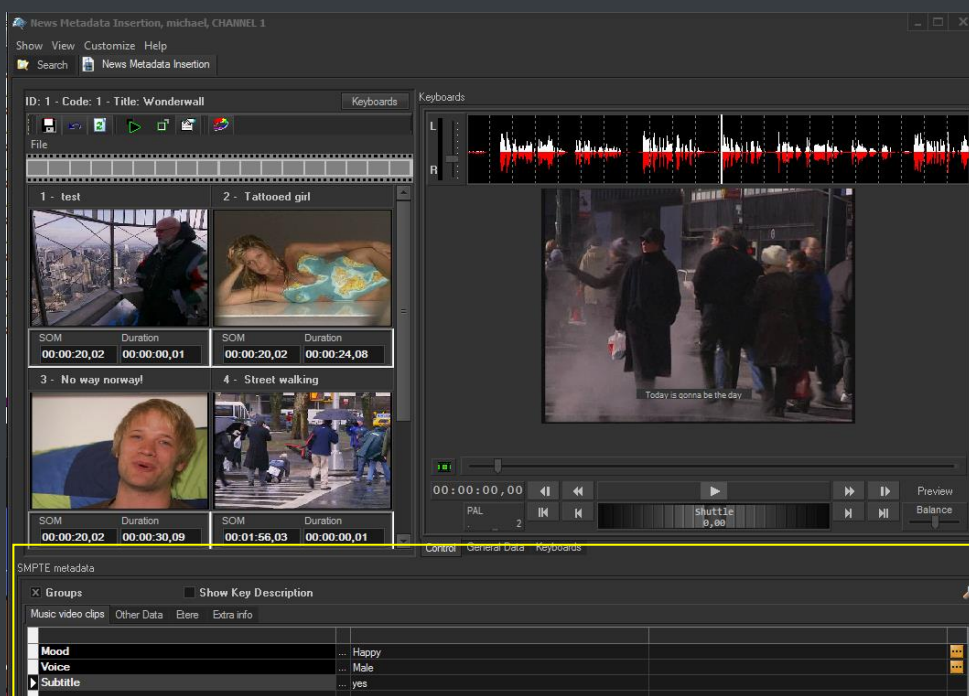 News Metadata Insertion, michael, CHANNEL 1
Show View Customize Help
Search News Metadata Insertion
ID: 1 - Code: 1 - Title: Wonderwall Keyboards
File
1 - test 2 - Tattooed girl
SOM Duration SOM Duration
00:00:20,02 00:00:00,01 00:00:20,02 00:00:24,08
3 - No way norway! 4 - Street walking
SOM Duration SOM Duration
00:00:20,02 00:00:30,09 00:01:56,03 00:00:00,01
Keyboards
L
R
Today is gonna be the day
00:00:00,00 Preview
PAL Shuttle Balance
. _ 2 0,00
Control General Data Keyboards
SMPTE metadata
X Groups Show Key Description
Music video clips Other Data Etere Extra info
Mood ... Happy ...
Voice ... Male ...
Subtitle ... yes